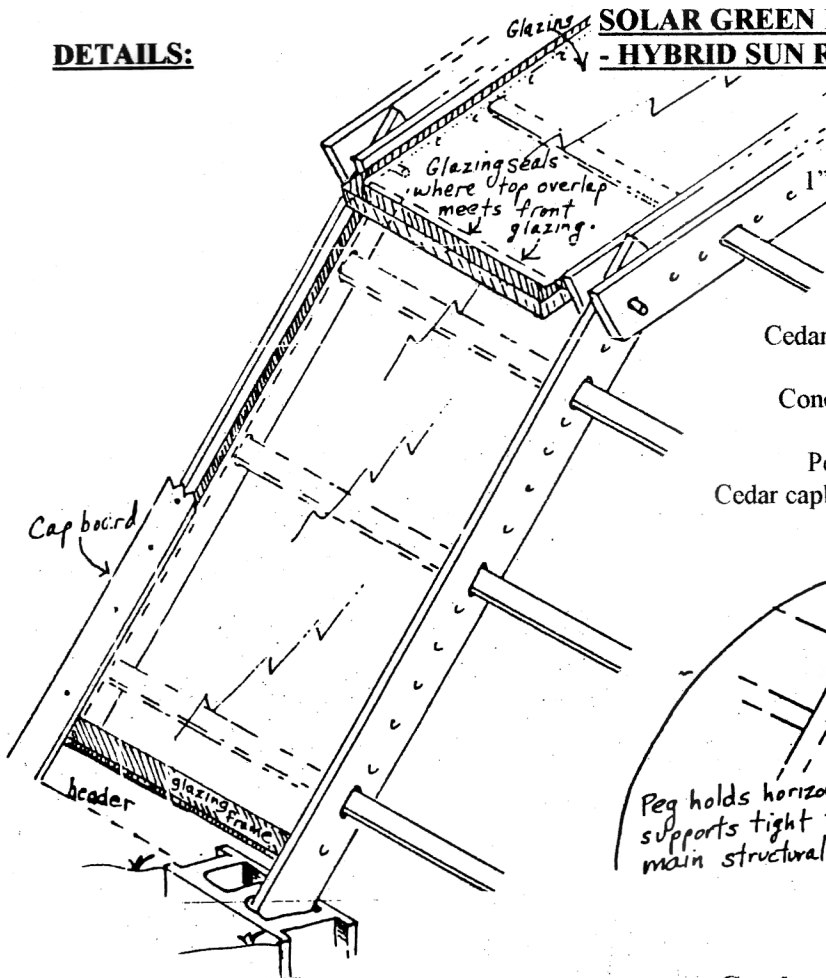 DETAILS:
SOLAR GREEN
- HYBRID SUN R
Glazing
Glazing seals
where top overlap
meets front
glazing.
1"
Cedar
Conc
Cedar capb
Cap board
header
glazing
frame
Peg holds horizo
supports tight
main structural